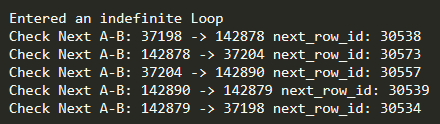 Entered an indefinite Loop
Check Next A-B: 37198 -> 142878 next_row_id: 30538
Check Next A-B: 142878 -> 37204 next_row_id: 30573
Check Next A-B: 37204 -> 142890 next_row_id: 30557
Check Next A-B: 142890 -> 142879 next_row_id: 30539
Check Next A-B: 142879 -> 37198 next_row_id: 30534